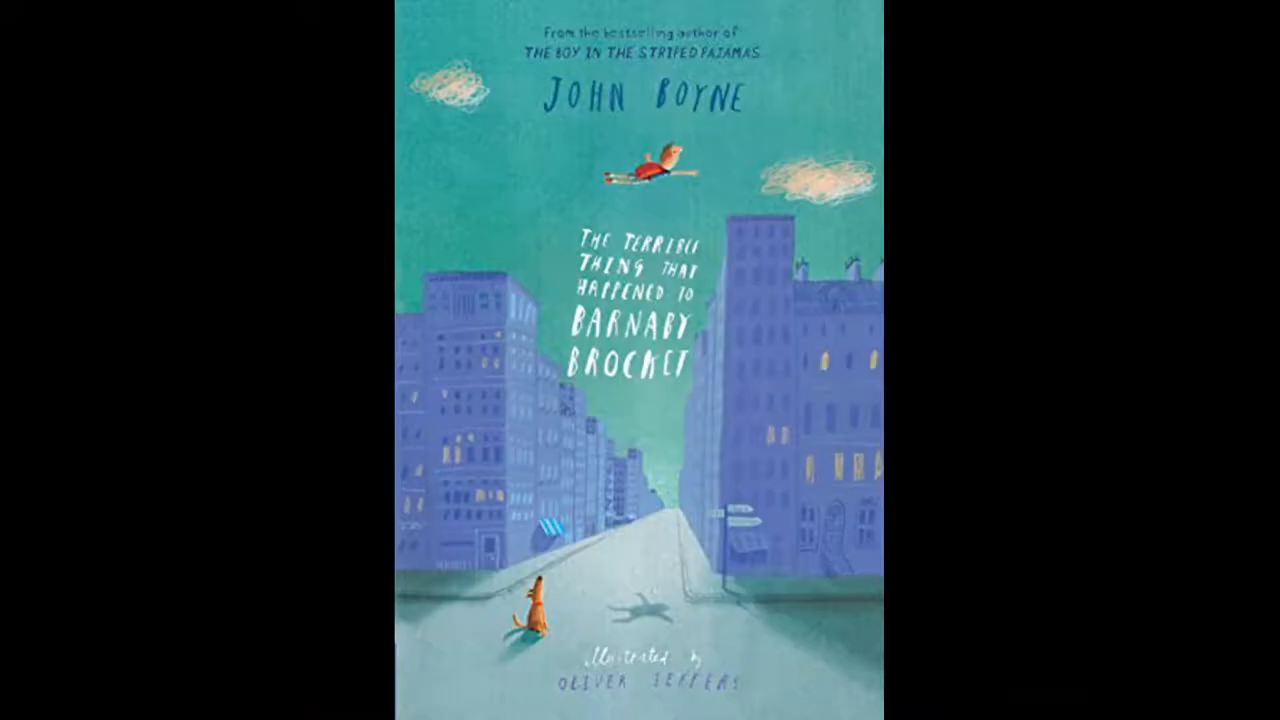 From the bestselling author of
THE BOY IN THE STRIPED PAJAMAS
JOHN BOYNE
THE TERRIBLE
THING THAT
HAPPENED TO
BARNABY
BROCKET
illustrated by
OLIVER JEFFERS